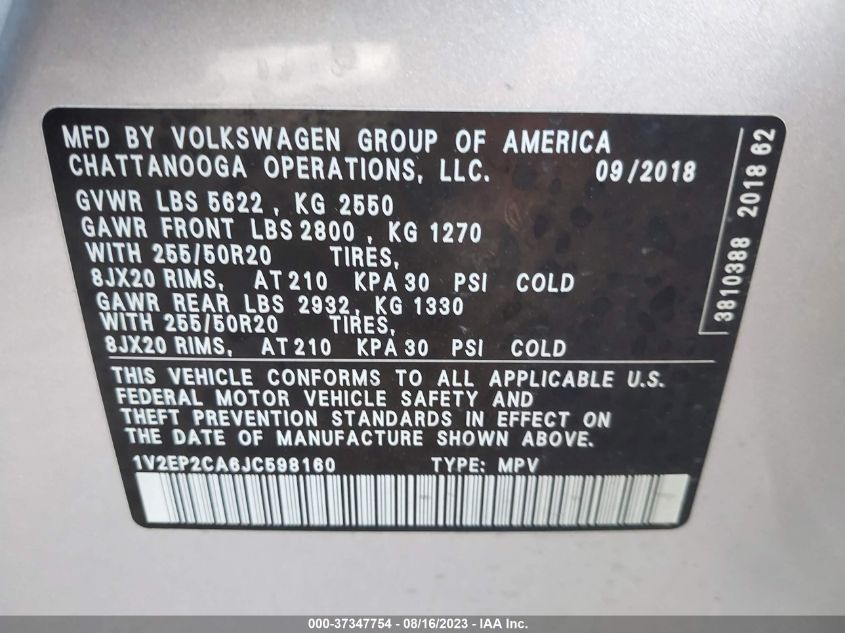 MFD BY VOLKSWAGEN GROUP OF AMERICA
CHATTANOOGA OPERATIONS, LLC. 09/2018
GVWR LBS 5622 , KG 2550
GAWR FRONT LBS 2800 , KG 1270
WITH 255/50R20 TIRES,
8JX20 RIMS, AT 210 KPA 30 PSI COLD
GAWR REAR LBS 2932, KG 1330
WITH 255/50R20 TIRES,
8JX20 RIMS, AT 210 KPA 30 PSI COLD
3810388 2018 62
THIS VEHICLE CONFORMS TO ALL APPLICABLE U.S.
FEDERAL MOTOR VEHICLE SAFETY AND
THEFT PREVENTION STANDARDS IN EFFECT ON
THE DATE OF MANUFACTURE SHOWN ABOVE.
1V2EP2CA6JC598160 TYPE: MPV
000-37347754 - 08/16/2023 - IAA Inc.